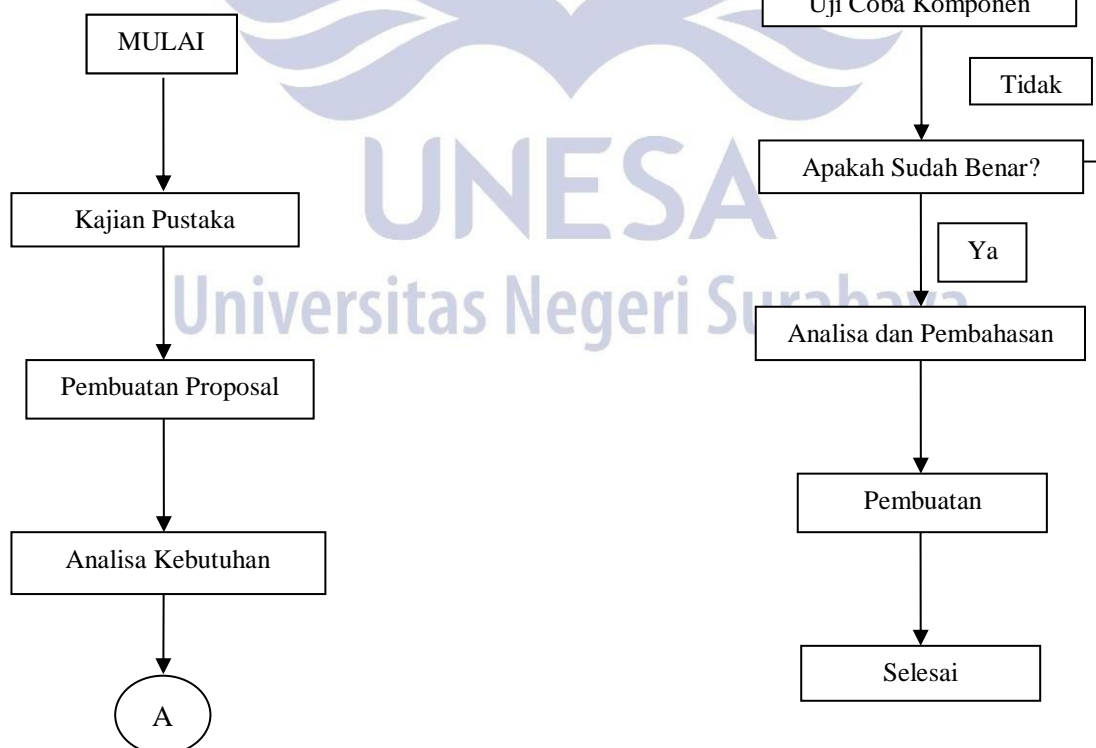 MULAI
Kajian Pustaka
Pembuatan Proposal
Analisa Kebutuhan
A
Uji Coba Komponen
Tidak
Apakah Sudah Benar?
Ya
Analisa dan Pembahasan
Pembuatan
Selesai
UNESA
Universitas Negeri Surabaya